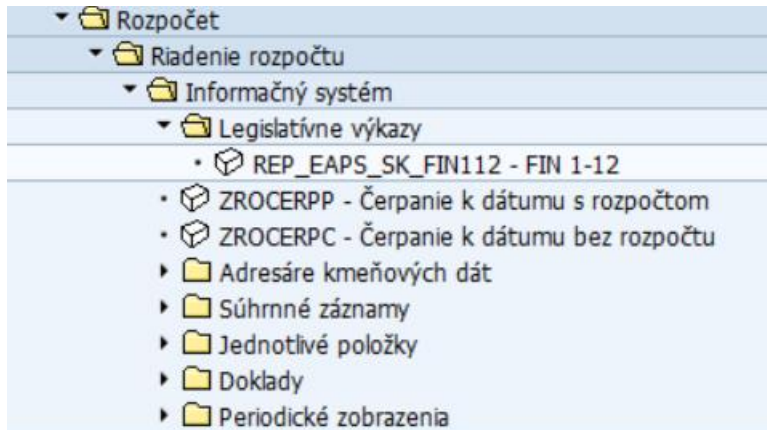 Rozpočet
Riadenie rozpočtu
Informačný systém
Legislatívne výkazy
REP_EAPS_SK_FIN112 - FIN 1-12
ZROCERPP - Čerpanie k dátumu s rozpočtom
ZROCERPC - Čerpanie k dátumu bez rozpočtu
Adresáre kmeňových dát
Súhrnné záznamy
Jednotlivé položky
Doklady
Periodické zobrazenia